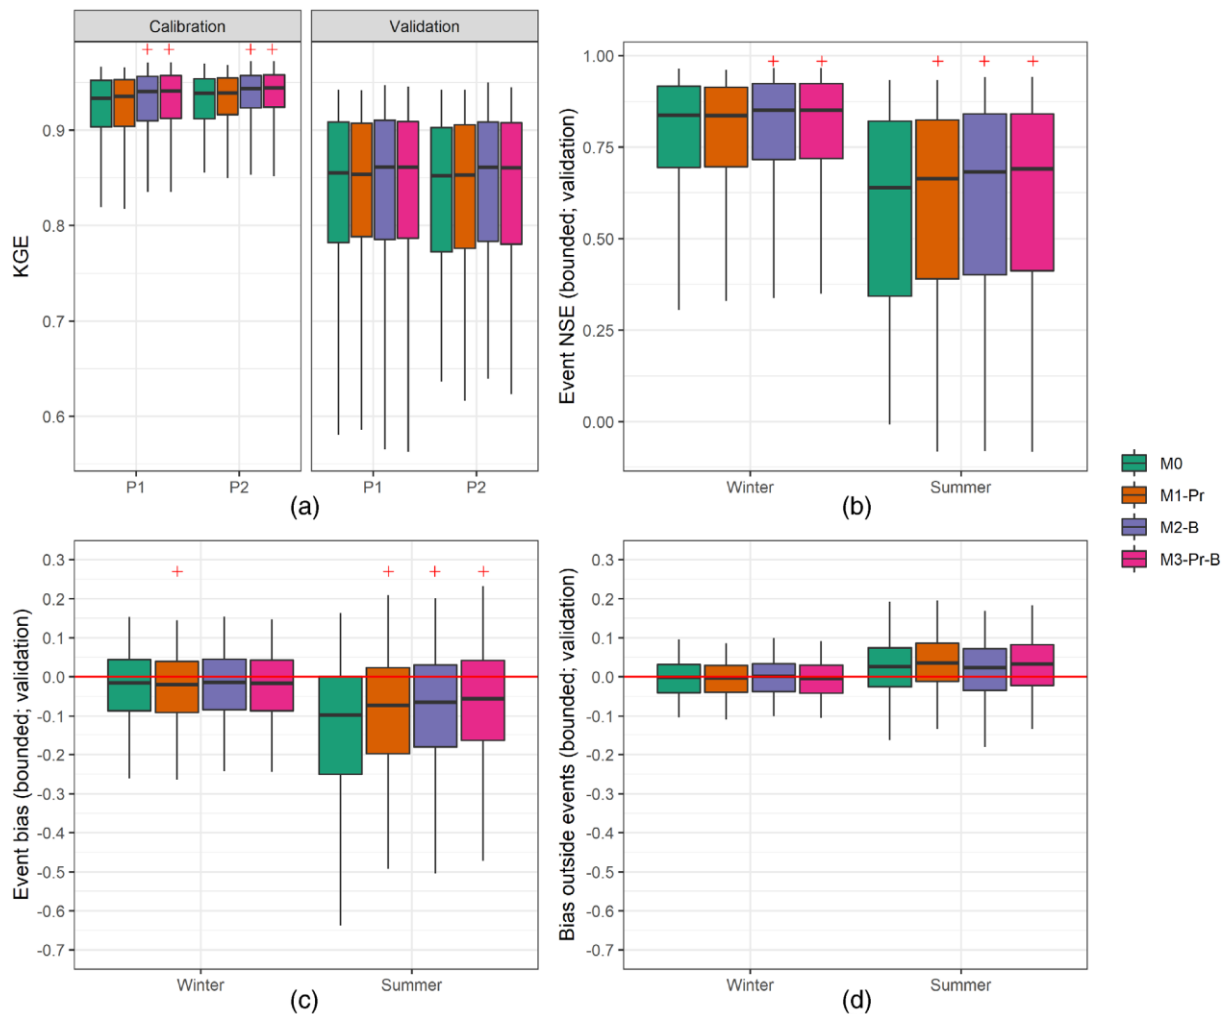 Calibration
Validation
KGE
0.9
0.8
0.7
0.6
P1
P2
P1
P2
(a)
Event NSE (bounded; validation)
1.00
0.75
0.50
0.25
0.00
Winter
Summer
(b)
M0
M1-Pr
M2-B
M3-Pr-B
Event bias (bounded; validation)
0.3
0.2
0.1
0.0
-0.1
-0.2
-0.3
-0.4
-0.5
-0.6
-0.7
Winter
Summer
(c)
Bias outside events (bounded; validation)
0.3
0.2
0.1
0.0
-0.1
-0.2
-0.3
-0.4
-0.5
-0.6
-0.7
Winter
Summer
(d)